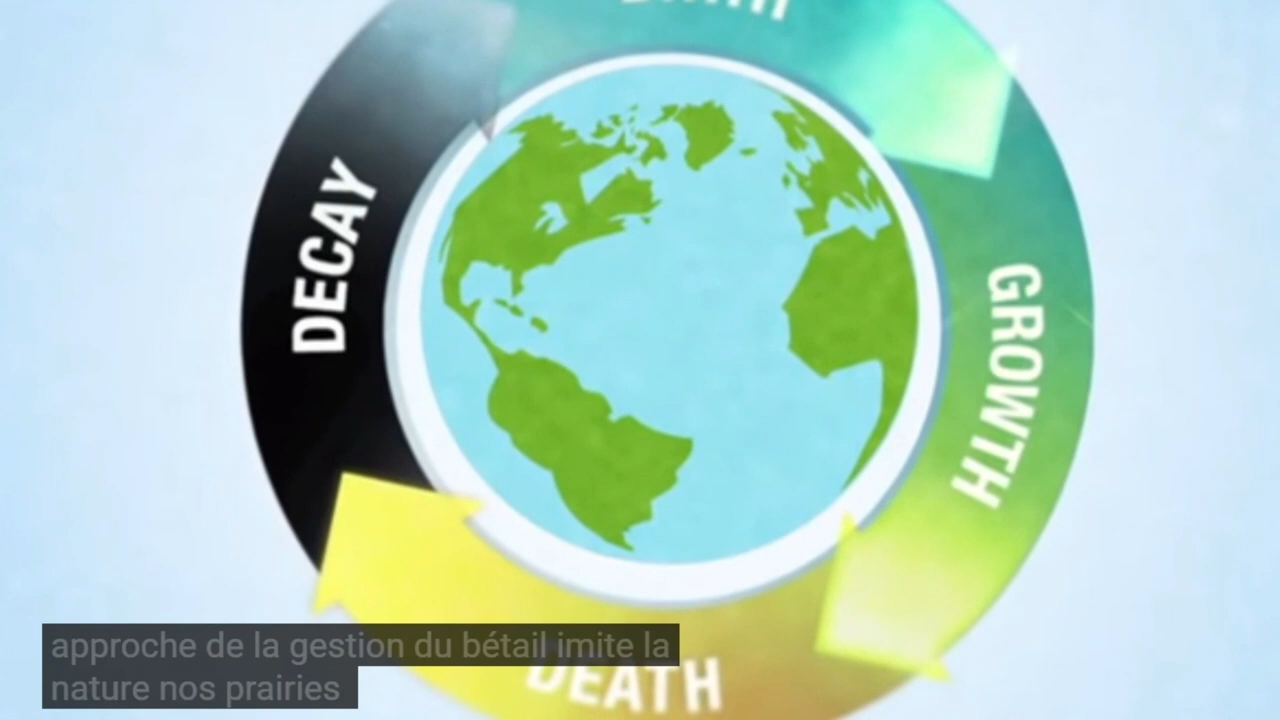 DECAY
GROWTH
DEATH
approche de la gestion du bétail imite la
nature nos prairies